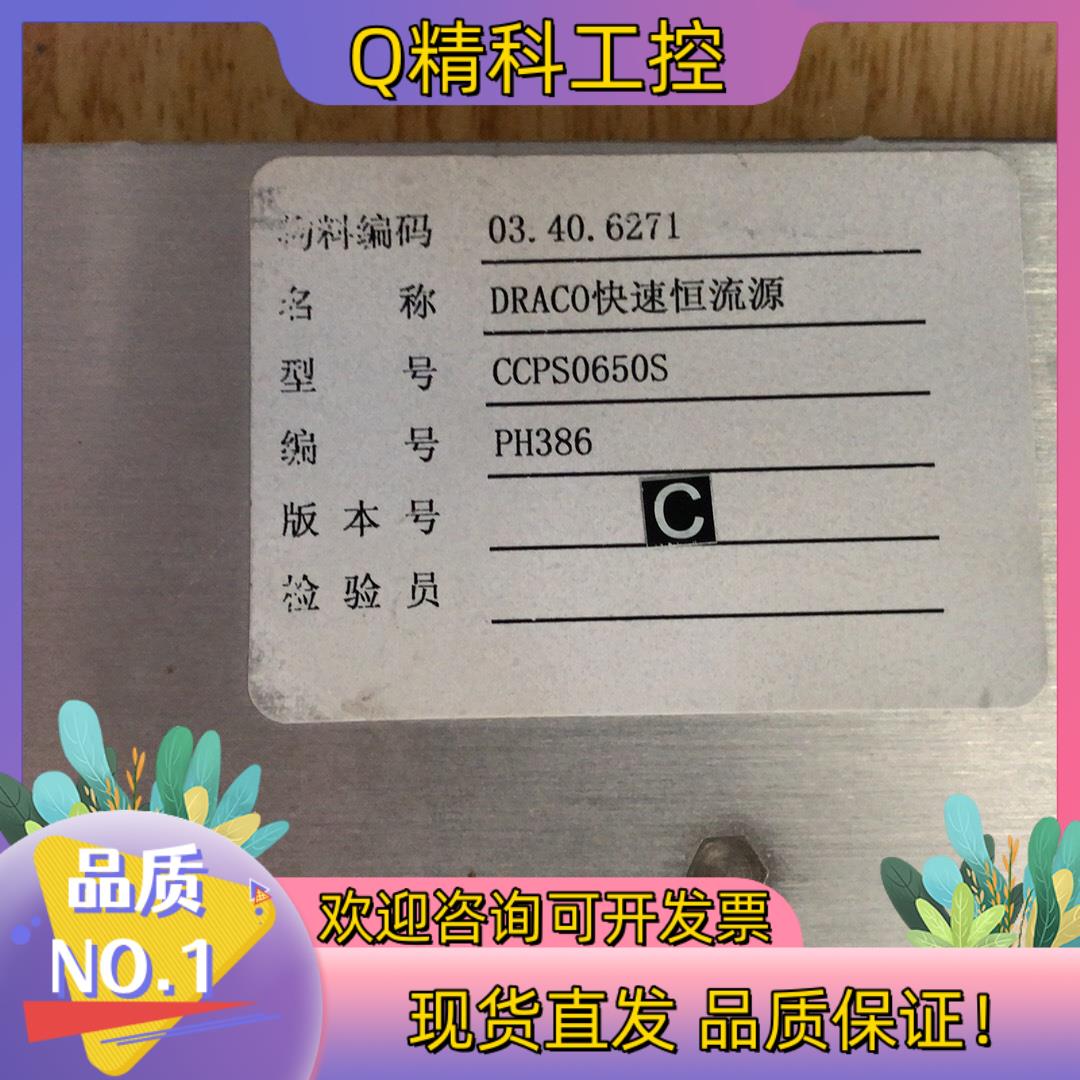 Q精科工控
物料编码 03.40.6271
名称 DRACO快速恒流源
型号 CCPS0650S
编号 PH386
版本号 C
检验员
品质
NO.1
欢迎咨询可开发票
现货直发 品质保证！